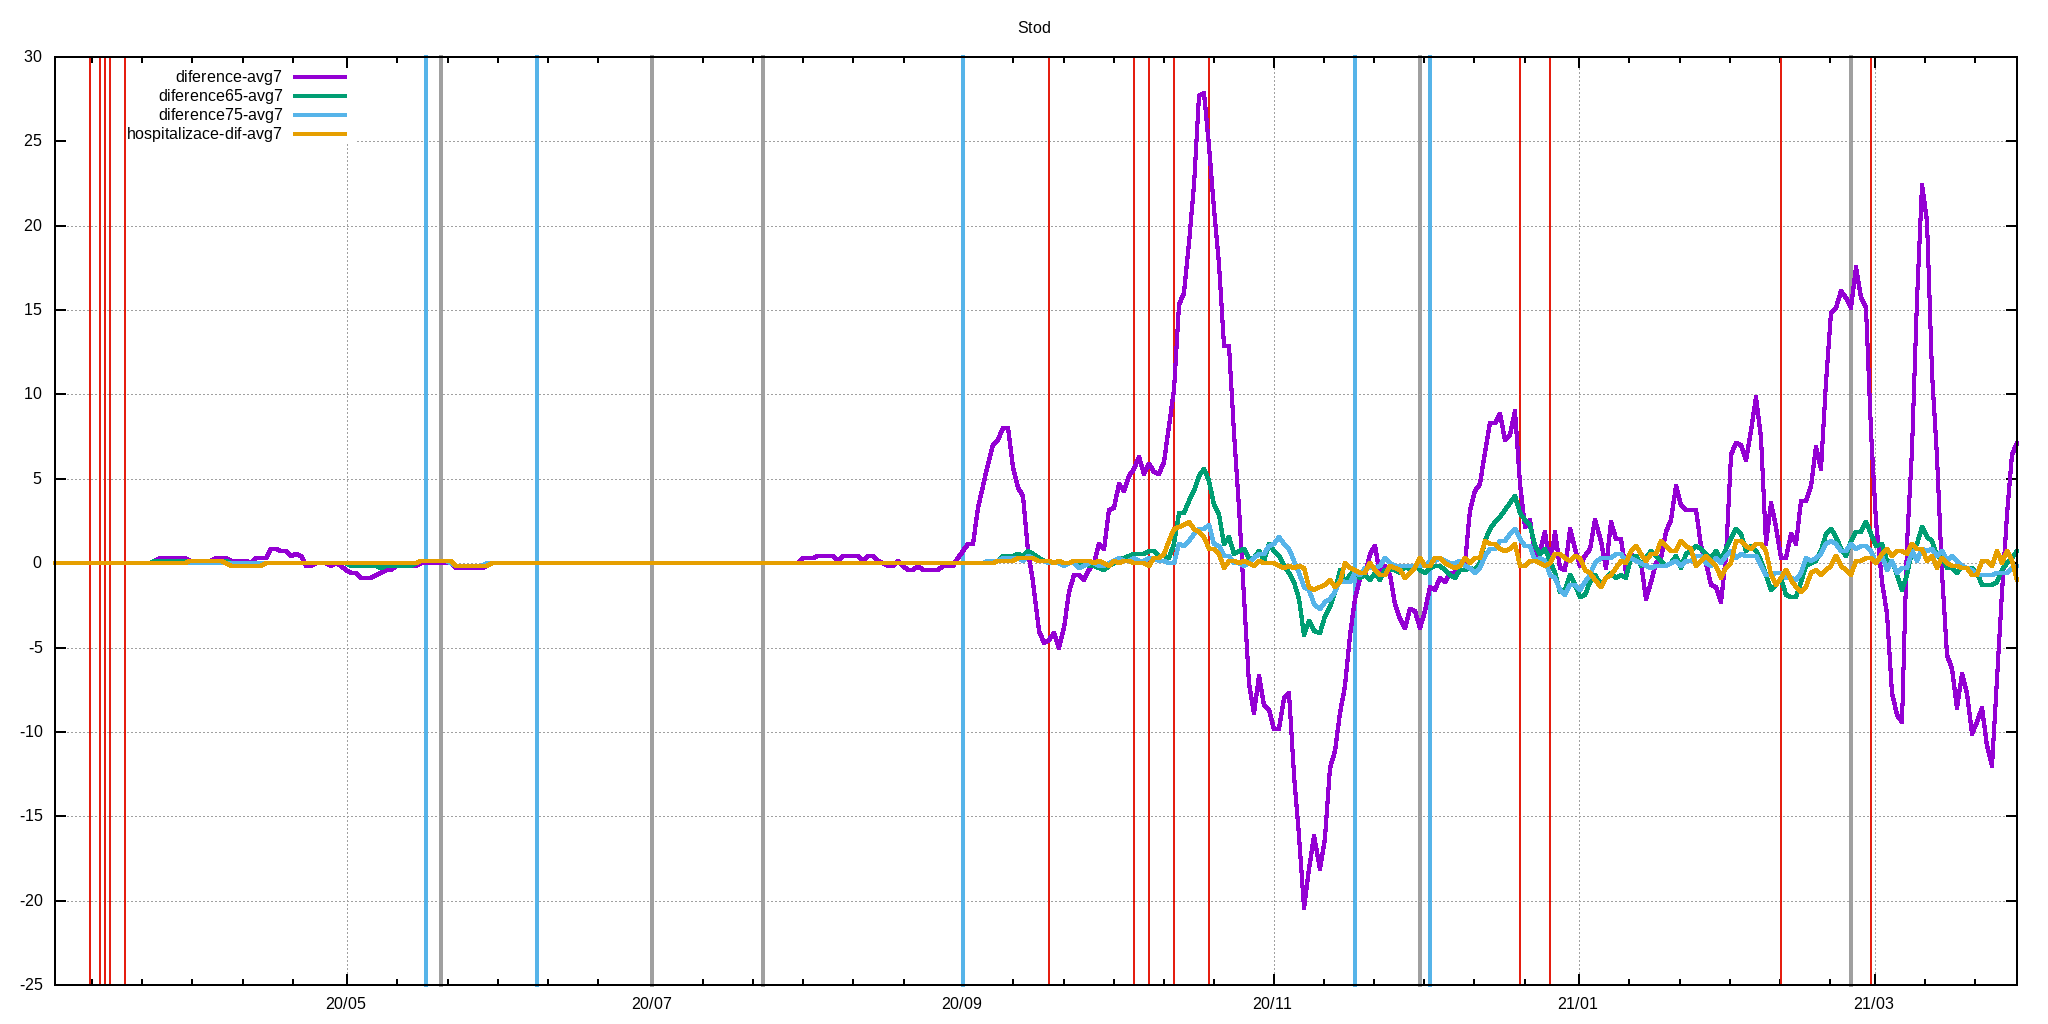 Stod
diference-avg7
diference65-avg7
diference75-avg7
hospitalizace-dif-avg7
30
25
20
15
10
5
0
-5
-10
-15
-20
-25
20/05 20/07 20/09 20/11 21/01 21/03